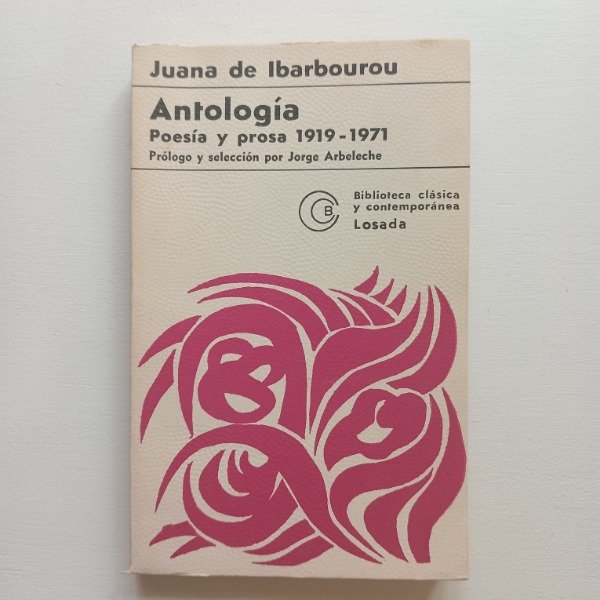 Juana de Ibarbourou
Antología
Poesía y prosa 1919-1971
Prólogo y selección por Jorge Arbeleche
B
Biblioteca clásica
y contemporánea
Losada